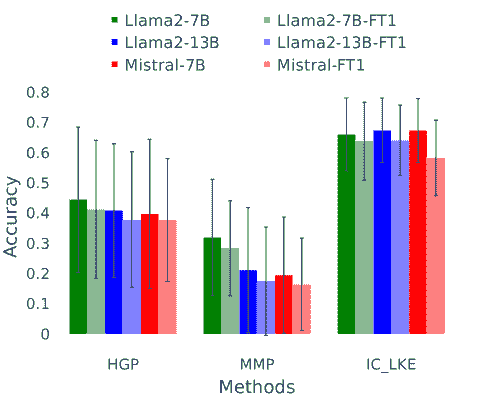 Llama2-7B Llama2-7B-FT1
Llama2-13B Llama2-13B-FT1
Mistral-7B Mistral-FT1
0.8
0.7
0.6
0.5
0.4
0.3
0.2
0.1
0
Accuracy
HGP MMP IC_LKE
Methods